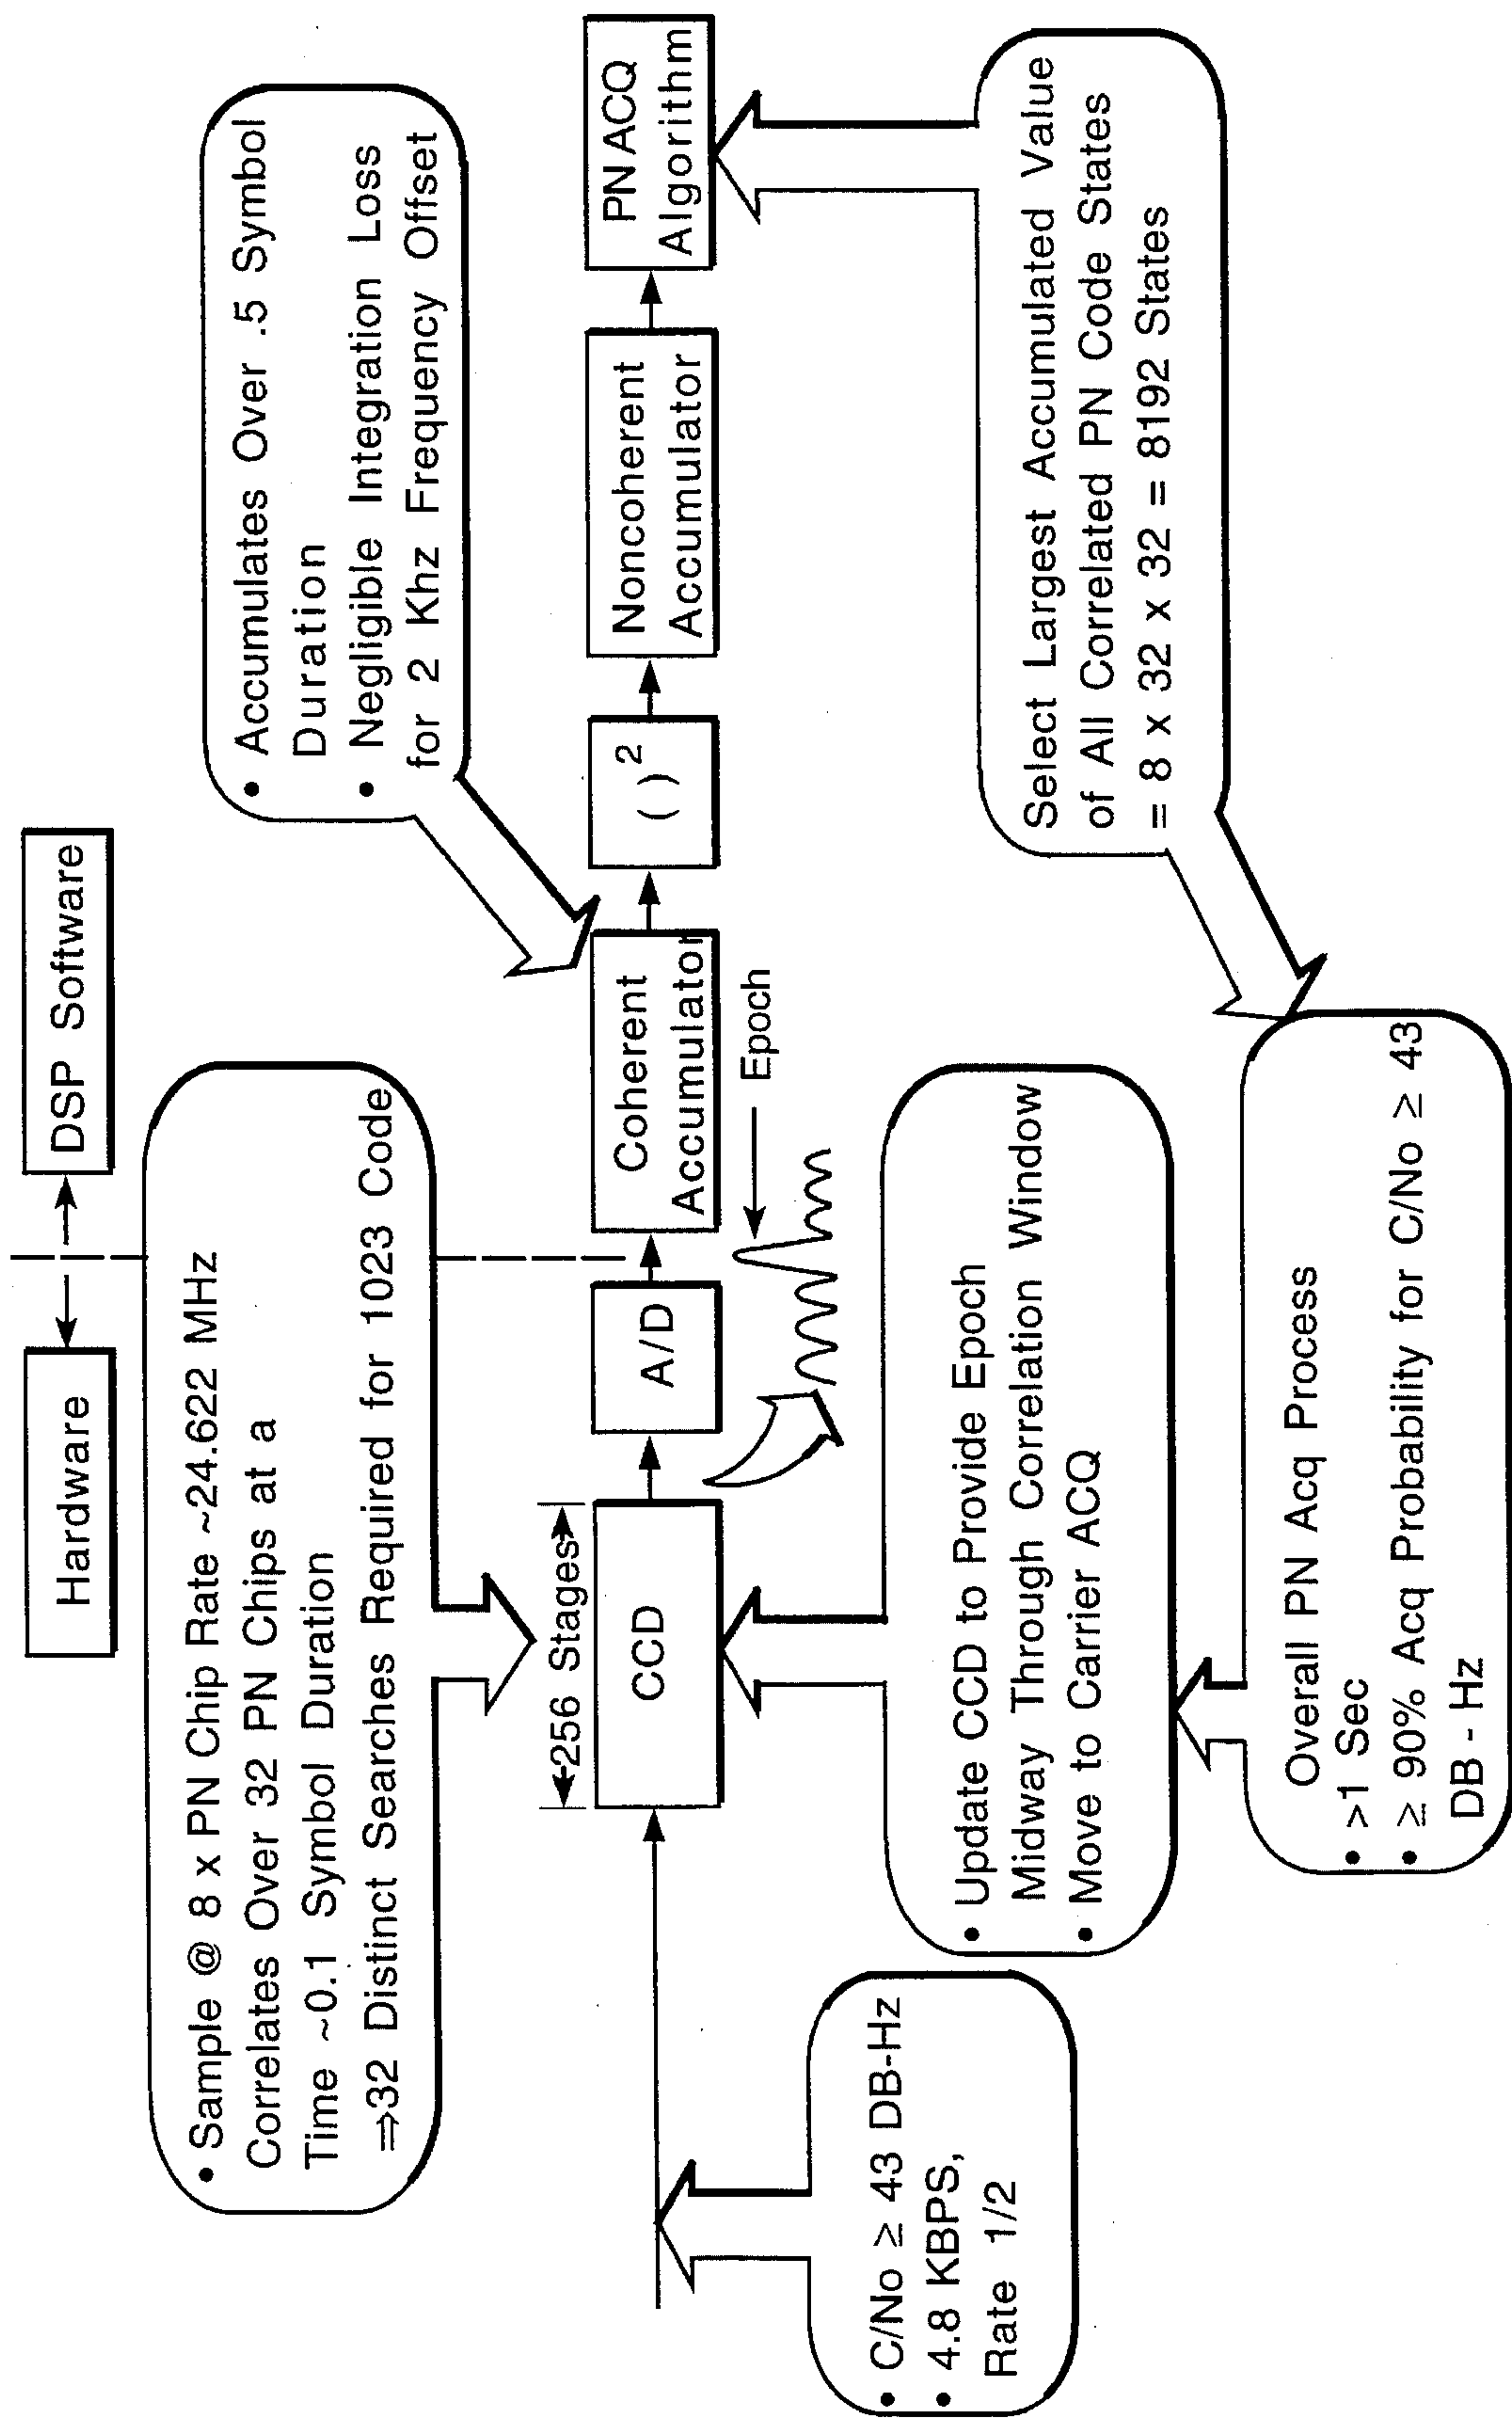 Hardware
DSP Software
• Sample @ 8 x PN Chip Rate ~24.622 MHz
Correlates Over 32 PN Chips at a
Time ~0.1 Symbol Duration
⇒32 Distinct Searches Required for 1023 Code
• Accumulates Over .5 Symbol
Duration
• Negligible Integration Loss
for 2 Khz Frequency Offset
256 Stages
CCD
A/D
Coherent
Accumulator
( )²
Noncoherent
Accumulator
PN ACQ
Algorithm
Epoch
• C/No ≥ 43 DB-Hz
• 4.8 KBPS,
Rate 1/2
• Update CCD to Provide Epoch
Midway Through Correlation Window
• Move to Carrier ACQ
Select Largest Accumulated Value
of All Correlated PN Code States
= 8 x 32 x 32 = 8192 States
Overall PN Acq Process
• >1 Sec
• ≥ 90% Acq Probability for C/No ≥ 43
DB - Hz